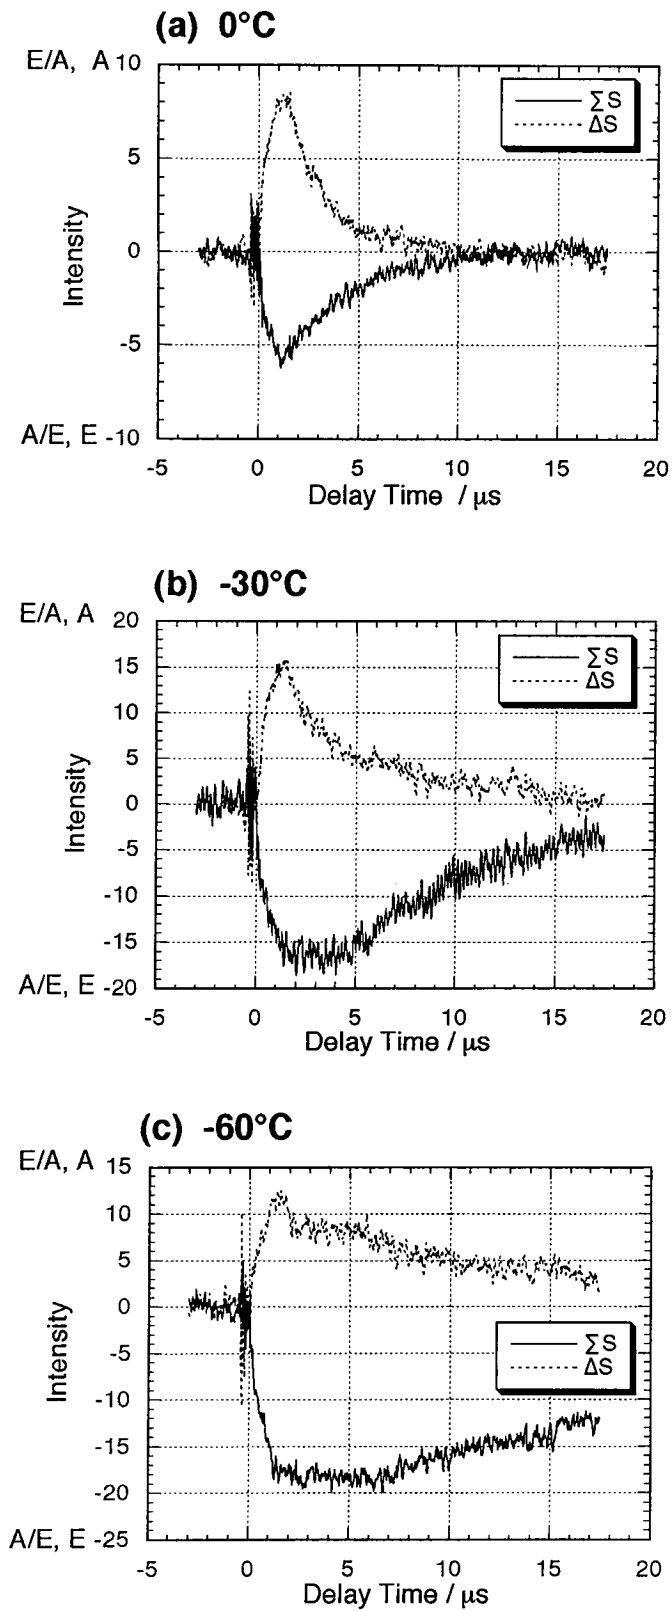 (a) 0°C
E/A, A 10
5
0
-5
A/E, E -10
Intensity
∑S
ΔS
-5 0 5 10 15 20
Delay Time / μs
(b) -30°C
E/A, A 20
15
10
5
0
-5
-10
-15
A/E, E -20
Intensity
∑S
ΔS
-5 0 5 10 15 20
Delay Time / μs
(c) -60°C
E/A, A 15
10
5
0
-5
-10
-15
-20
A/E, E -25
Intensity
∑S
ΔS
-5 0 5 10 15 20
Delay Time / μs